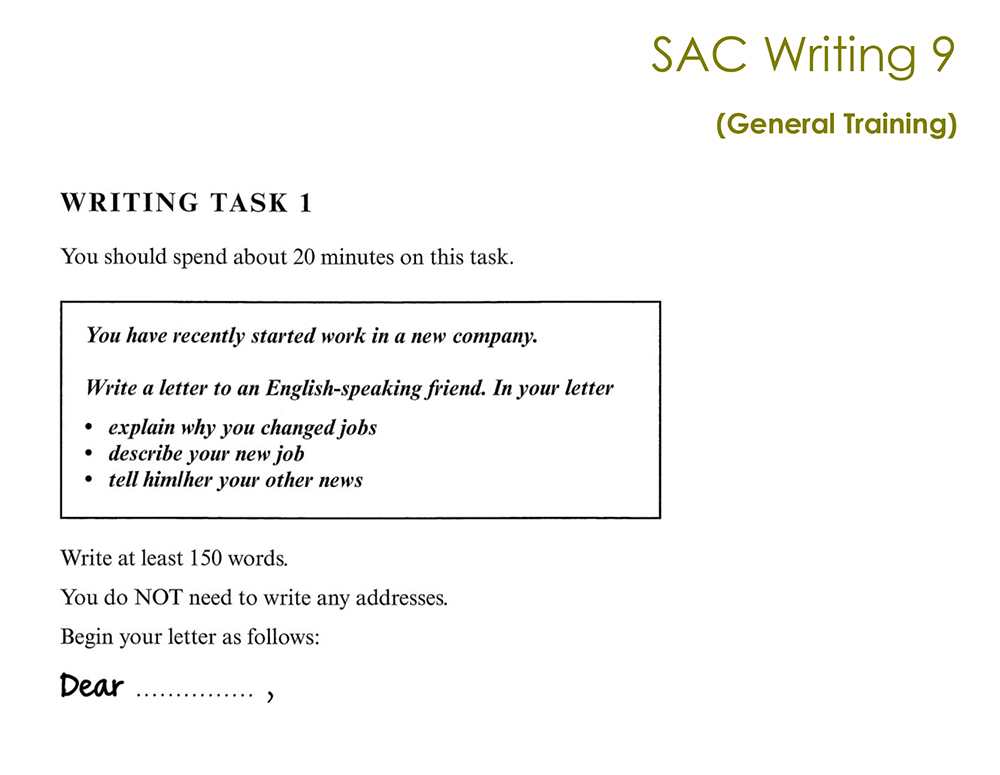 SAC Writing 9
(General Training)
WRITING TASK 1
You should spend about 20 minutes on this task.
You have recently started work in a new company.
Write a letter to an English-speaking friend. In your letter
• explain why you changed jobs
• describe your new job
• tell him/her your other news
Write at least 150 words.
You do NOT need to write any addresses.
Begin your letter as follows:
Dear ............... ,